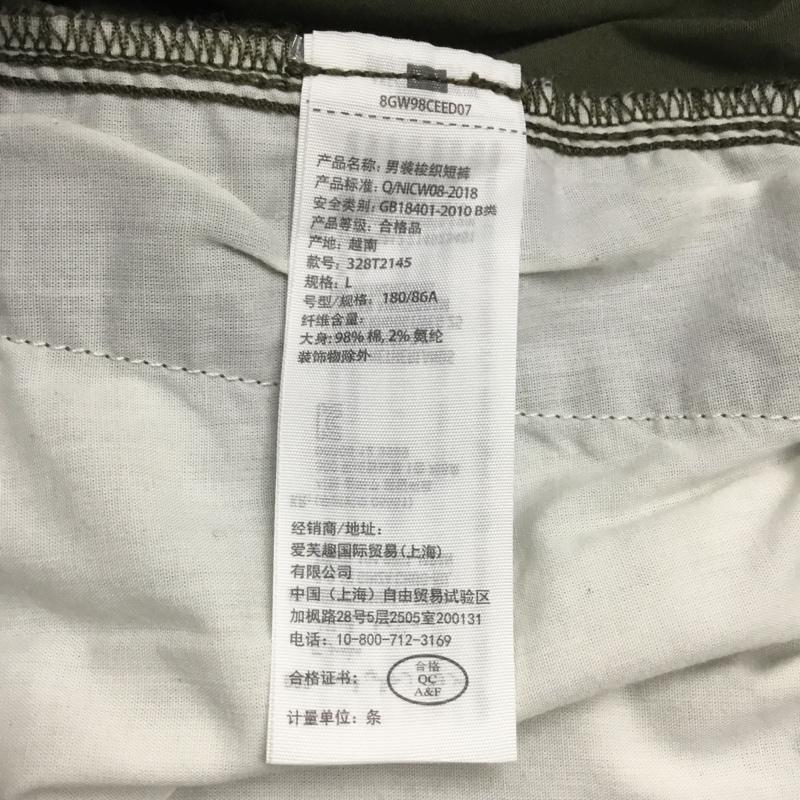 8GW98CEED07
产品名称: 男装梭织短裤
产品标准: Q/NICW08-2018
安全类别: GB18401-2010 B类
产品等级: 合格品
产地: 越南
款号: 328T2145
规格: L
号型/规格: 180/86A
纤维含量:
大身: 98% 棉, 2% 氨纶
装饰物除外
经销商/地址:
爱芙趣国际贸易(上海)
有限公司
中国（上海）自由贸易试验区
加枫路28号5层2505室200131
电话: 10-800-712-3169
合格证书:
合格
QC
A&F
计量单位: 条